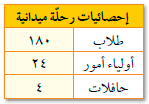 إحصائيات رحلة ميدانية
طلاب ١٨٠
أولياء أمور ٢٤
حافلات ٤